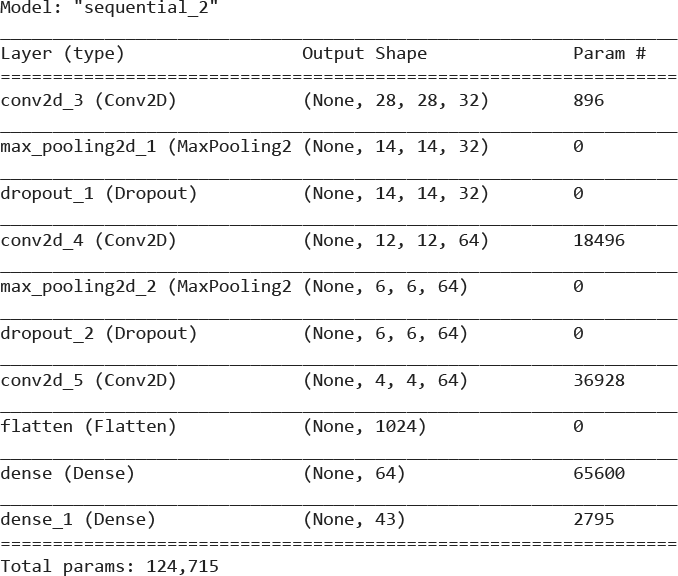 Model: "sequential_2"
_________________________________________________________________
Layer (type)                 Output Shape              Param #
=================================================================
conv2d_3 (Conv2D)            (None, 28, 28, 32)        896
_________________________________________________________________
max_pooling2d_1 (MaxPooling2 (None, 14, 14, 32)        0
_________________________________________________________________
dropout_1 (Dropout)          (None, 14, 14, 32)        0
_________________________________________________________________
conv2d_4 (Conv2D)            (None, 12, 12, 64)        18496
_________________________________________________________________
max_pooling2d_2 (MaxPooling2 (None, 6, 6, 64)          0
_________________________________________________________________
dropout_2 (Dropout)          (None, 6, 6, 64)          0
_________________________________________________________________
conv2d_5 (Conv2D)            (None, 4, 4, 64)          36928
_________________________________________________________________
flatten (Flatten)            (None, 1024)              0
_________________________________________________________________
dense (Dense)                (None, 64)                65600
_________________________________________________________________
dense_1 (Dense)              (None, 43)                2795
=================================================================
Total params: 124,715